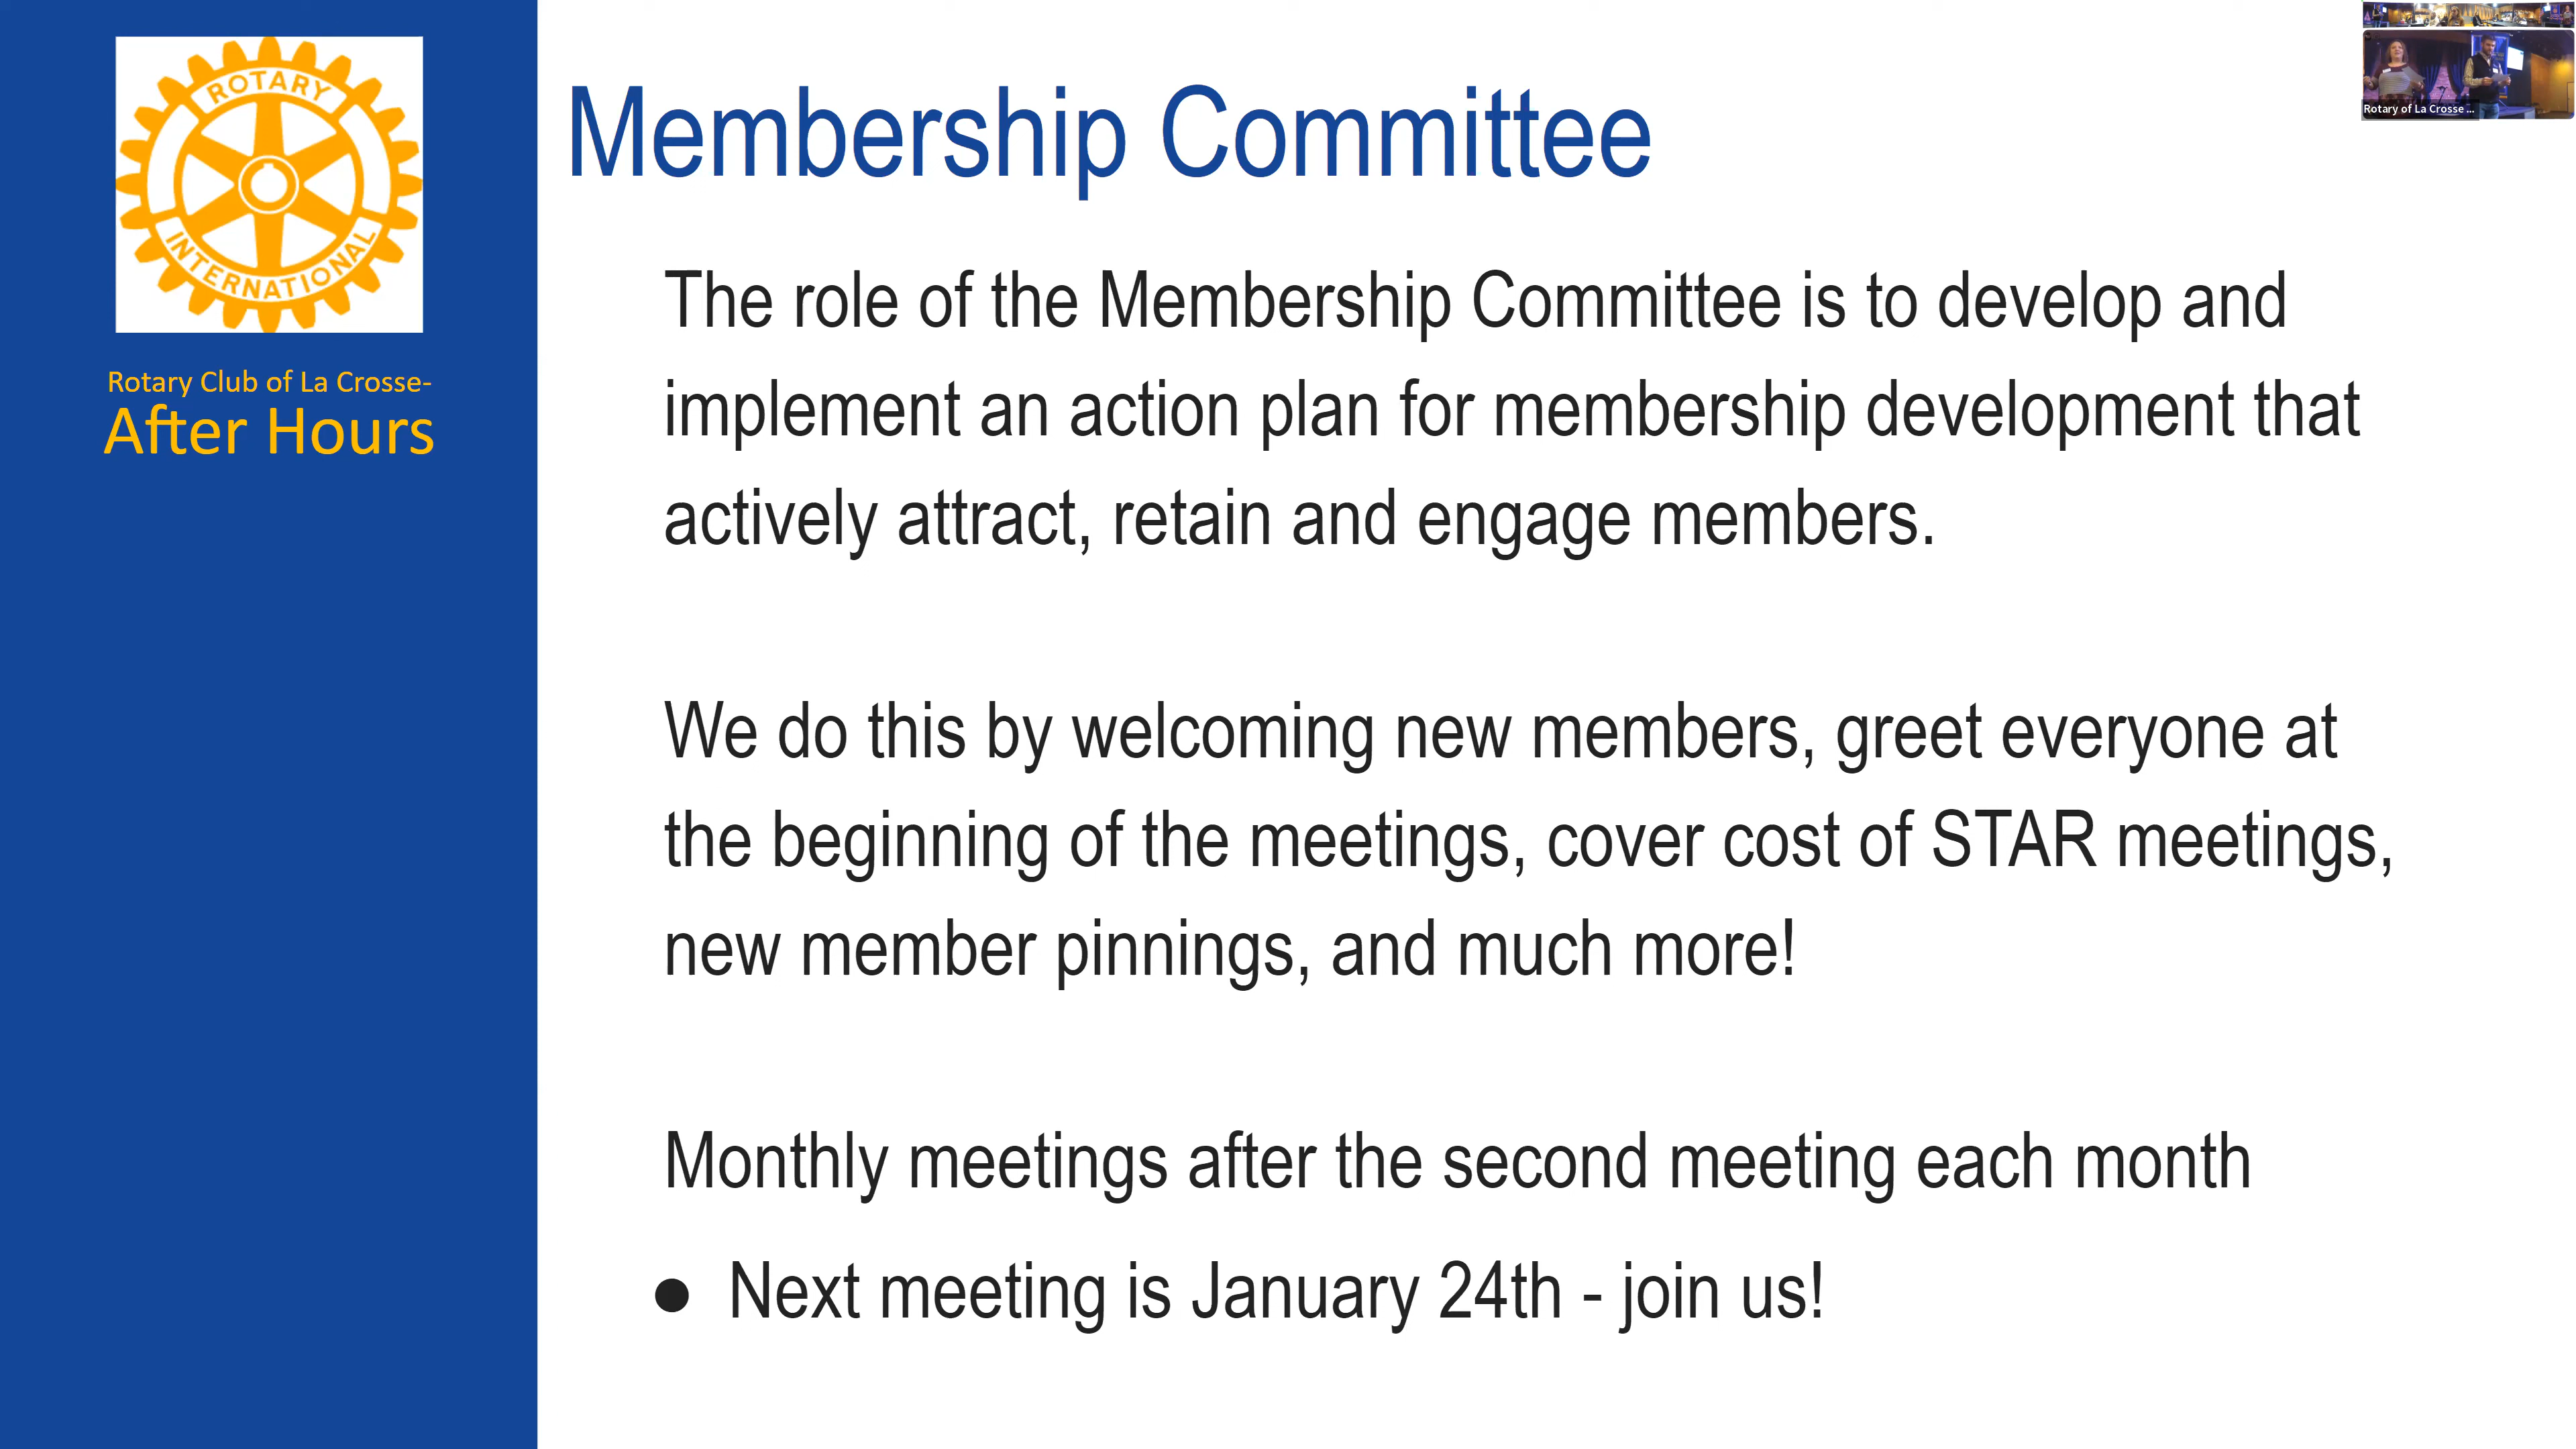 ROTARY
INTERNATIONAL
Rotary Club of La Crosse-
After Hours
Membership Committee
The role of the Membership Committee is to develop and
implement an action plan for membership development that
actively attract, retain and engage members.
We do this by welcoming new members, greet everyone at
the beginning of the meetings, cover cost of STAR meetings,
new member pinnings, and much more!
Monthly meetings after the second meeting each month
● Next meeting is January 24th - join us!
Rotary of La Crosse ...